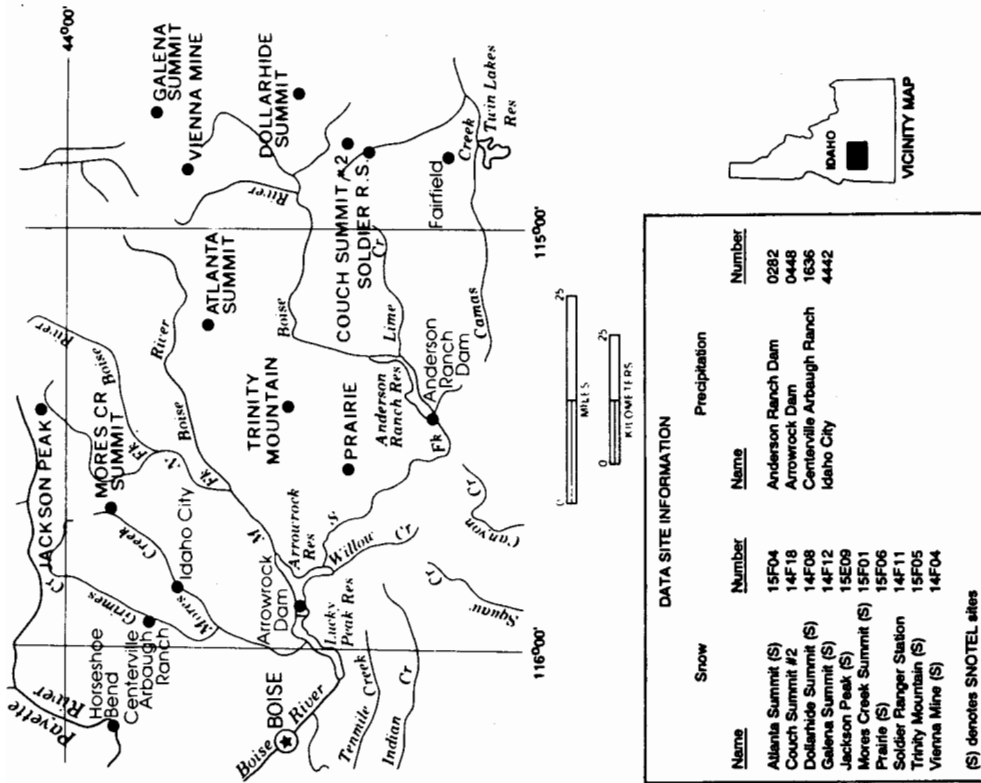 44°00'
GALENA
SUMMIT
VIENNA MINE
DOLLARHIDE
SUMMIT
River
COUCH SUMMIT #2
SOLDIER R.S.
Fairfield
Creek
Twin Lakes
Res
115°00'
ATLANTA
SUMMIT
River
Boise
Lime
Cr
Camas
River
Boise
Fk
N.
JACKSON PEAK
MORES CR
SUMMIT
Boise
Fk
M
TRINITY
MOUNTAIN
PRAIRIE
Anderson
Ranch Res
Anderson
Ranch
Dam
Fk
S.
Cr
Grimes
Creek
Mores
Idaho City
Arrowrock
Dam
Arrowrock
Res
Willow
Cr
Canyon
Cr
Squaw
Cr
Payette
River
Horseshoe
Bend
Centerville
Arbaugh
Ranch
Lucky
Peak Res
116°00'
BOISE
Boise
River
Tenmile Creek
Indian
Cr
0 25
MILES
0 25
KILOMETERS
IDAHO
VICINITY MAP
DATA SITE INFORMATION
Snow Precipitation
Name Number Name Number
Atlanta Summit (S) 15F04 Anderson Ranch Dam 0282
Couch Summit #2 14F18 Arrowrock Dam 0448
Dollarhide Summit (S) 14F08 Centerville Arbaugh Ranch 1636
Galena Summit (S) 14F12 Idaho City 4442
Jackson Peak (S) 15E09
Mores Creek Summit (S) 15F01
Prairie (S) 15F06
Soldier Ranger Station 14F11
Trinity Mountain (S) 15F05
Vienna Mine (S) 14F04
(S) denotes SNOTEL sites